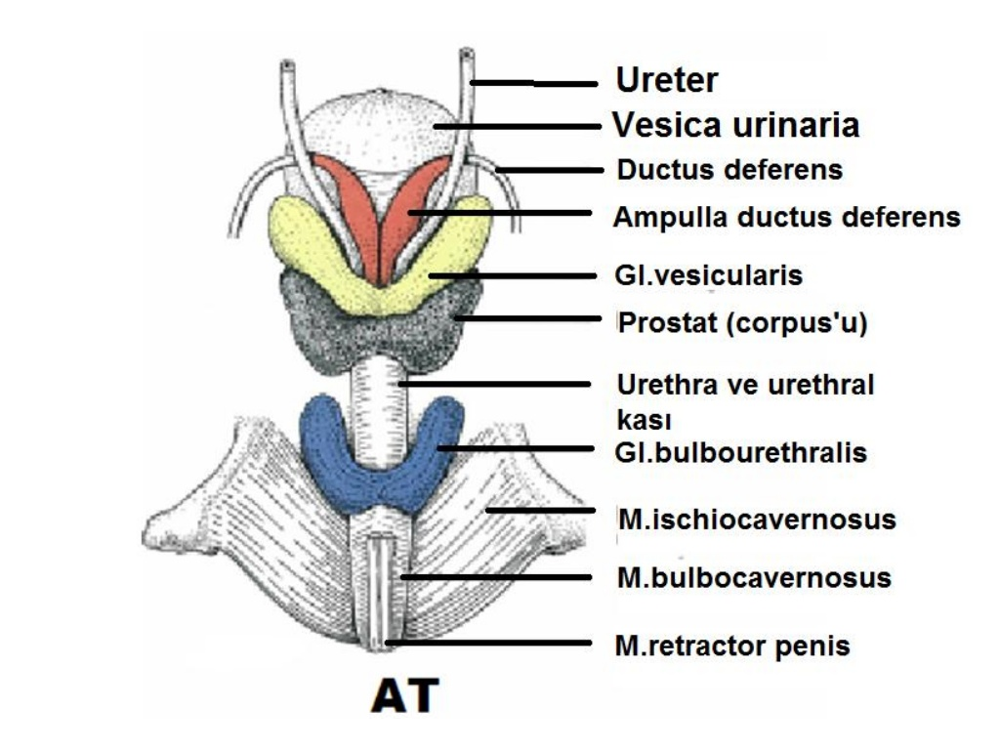 Ureter
Vesica urinaria
Ductus deferens
Ampulla ductus deferens
Gl.vesicularis
Prostat (corpus'u)
Urethra ve urethral
kası
Gl.bulbourethralis
M.ischiocavernosus
M.bulbocavernosus
M.retractor penis
AT